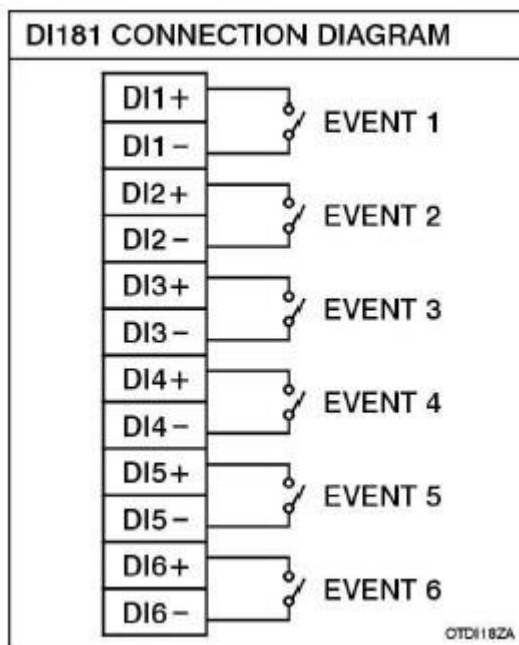 DI181 CONNECTION DIAGRAM
DI1+
EVENT 1
DI1−
DI2+
EVENT 2
DI2−
DI3+
EVENT 3
DI3−
DI4+
EVENT 4
DI4−
DI5+
EVENT 5
DI5−
DI6+
EVENT 6
DI6−
OTDI18ZA